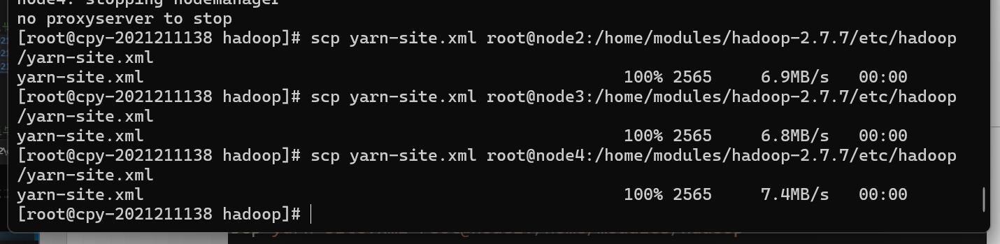 node4: stopping nodemanager
no proxyserver to stop
[root@cpy-2021211138 hadoop]# scp yarn-site.xml root@node2:/home/modules/hadoop-2.7.7/etc/hadoop
/yarn-site.xml
yarn-site.xml 100% 2565 6.9MB/s 00:00
[root@cpy-2021211138 hadoop]# scp yarn-site.xml root@node3:/home/modules/hadoop-2.7.7/etc/hadoop
/yarn-site.xml
yarn-site.xml 100% 2565 6.8MB/s 00:00
[root@cpy-2021211138 hadoop]# scp yarn-site.xml root@node4:/home/modules/hadoop-2.7.7/etc/hadoop
/yarn-site.xml
yarn-site.xml 100% 2565 7.4MB/s 00:00
[root@cpy-2021211138 hadoop]#